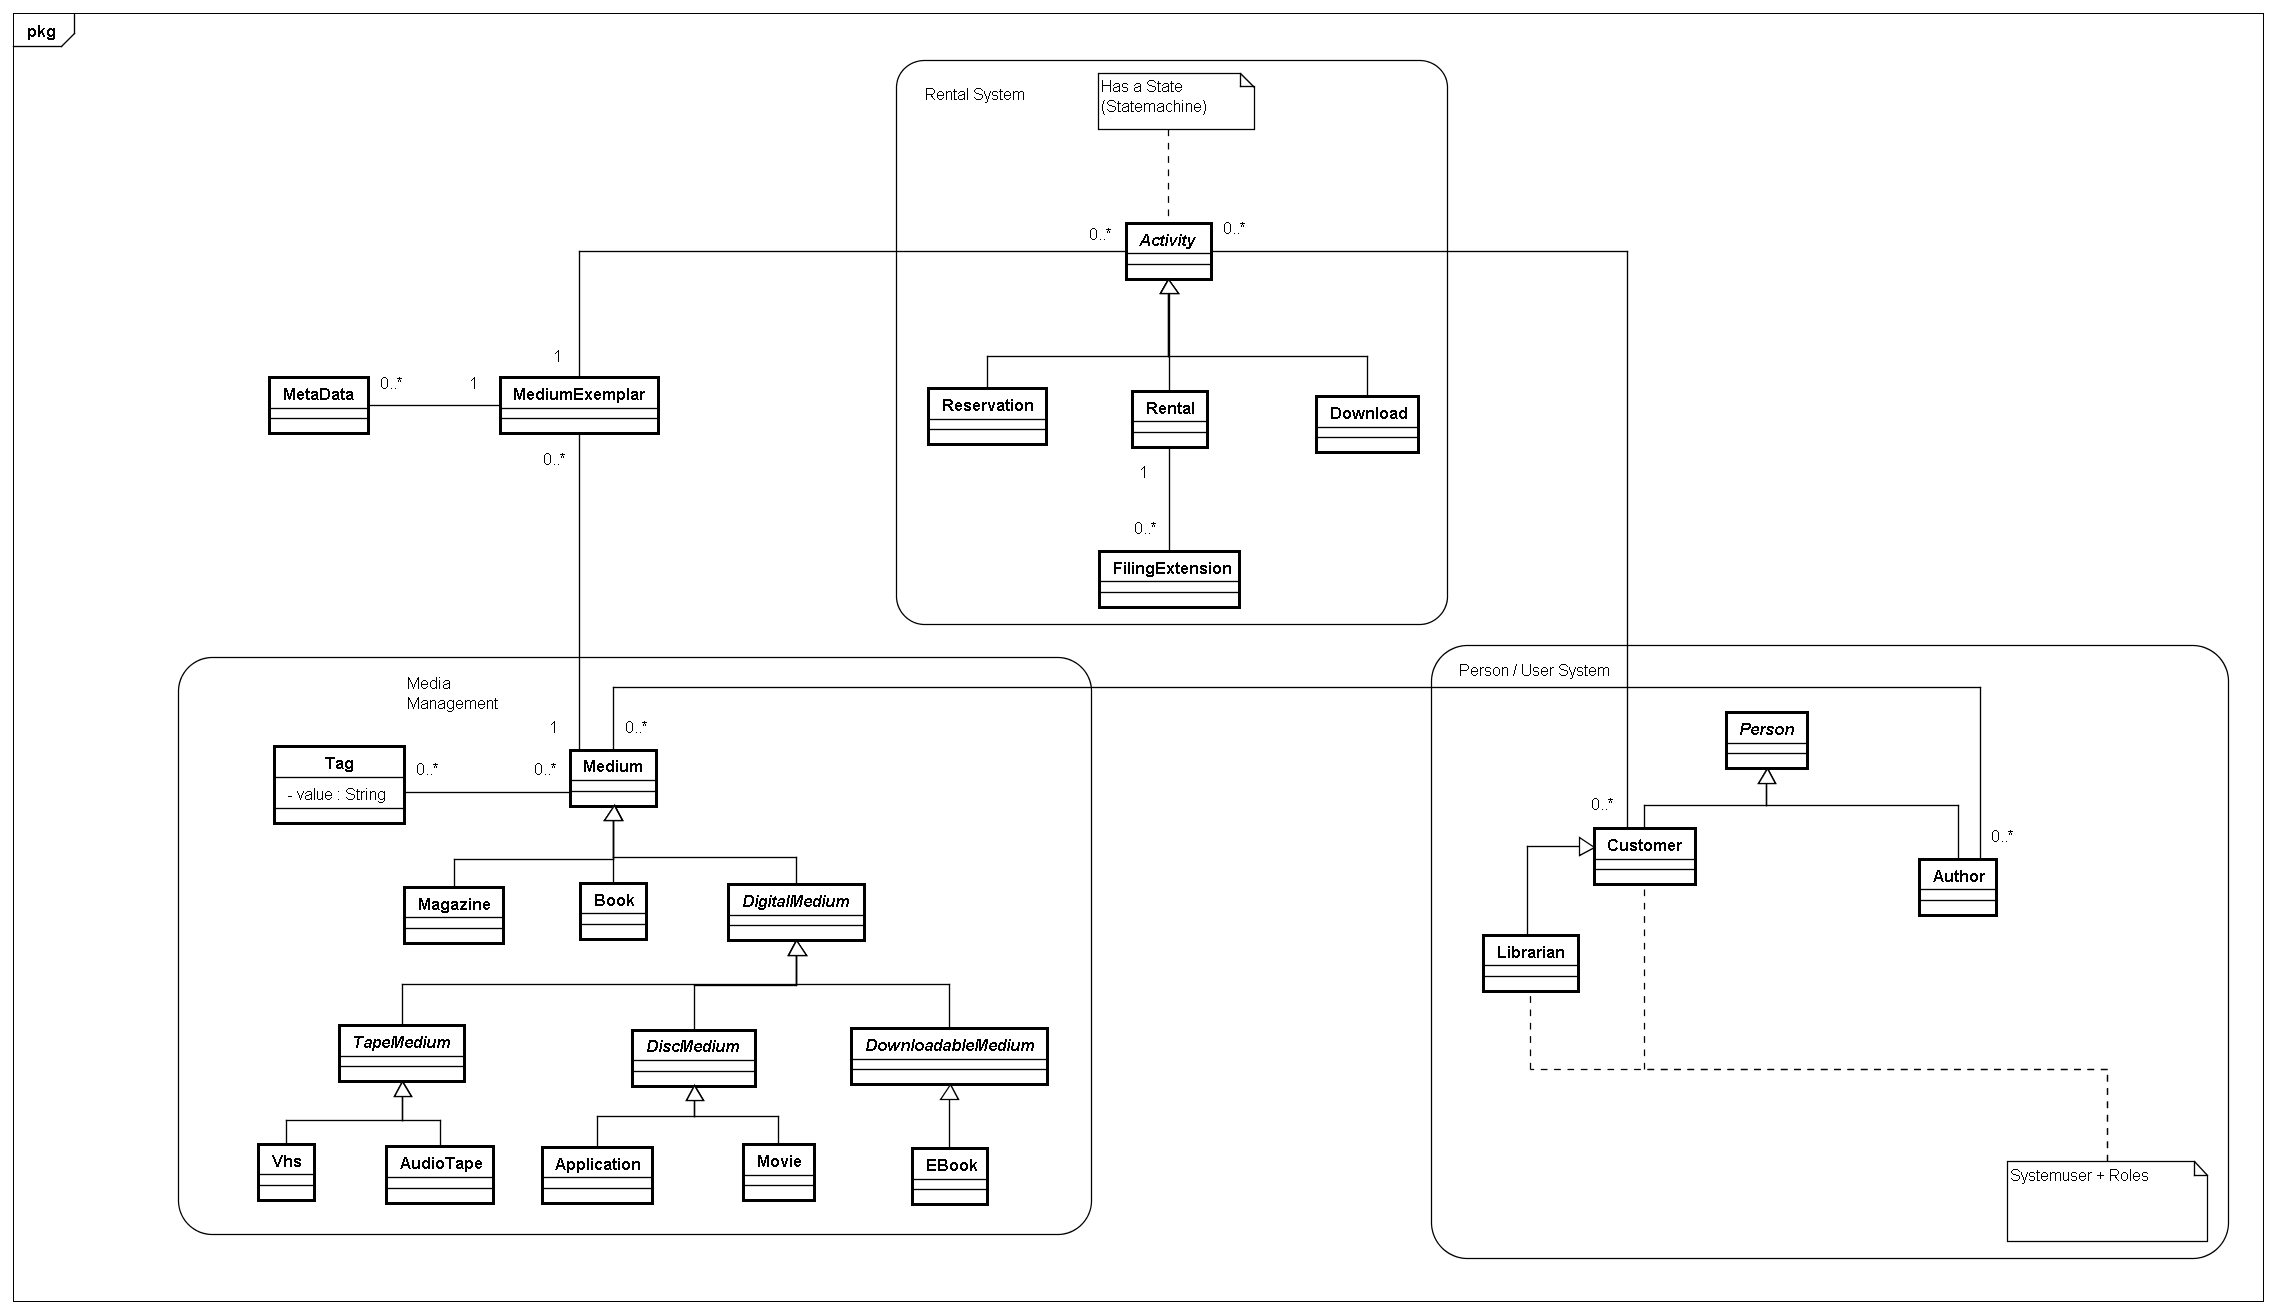 pkg
Rental System
Has a State
(Statemachine)
0..*
Activity
0..*
1
MetaData
0..*
1
MediumExemplar
0..*
Reservation
Rental
Download
1
0..*
FilingExtension
Media
Management
1
0..*
Tag
- value : String
0..*
0..*
Medium
Magazine
Book
DigitalMedium
TapeMedium
DiscMedium
DownloadableMedium
Vhs
AudioTape
Application
Movie
EBook
Person / User System
Person
0..*
Customer
0..*
Author
Librarian
Systemuser + Roles